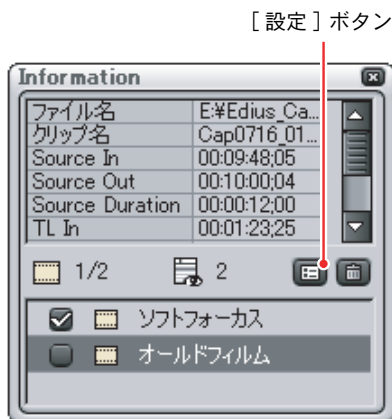 [設定]ボタン
Information
ファイル名 E:¥Edius_Ca...
クリップ名 Cap0716_01...
Source In 00:09:48;05
Source Out 00:10:00;04
Source Duration 00:00:12;00
TL In 00:01:23;25
1/2 2
ソフトフォーカス
オールドフィルム